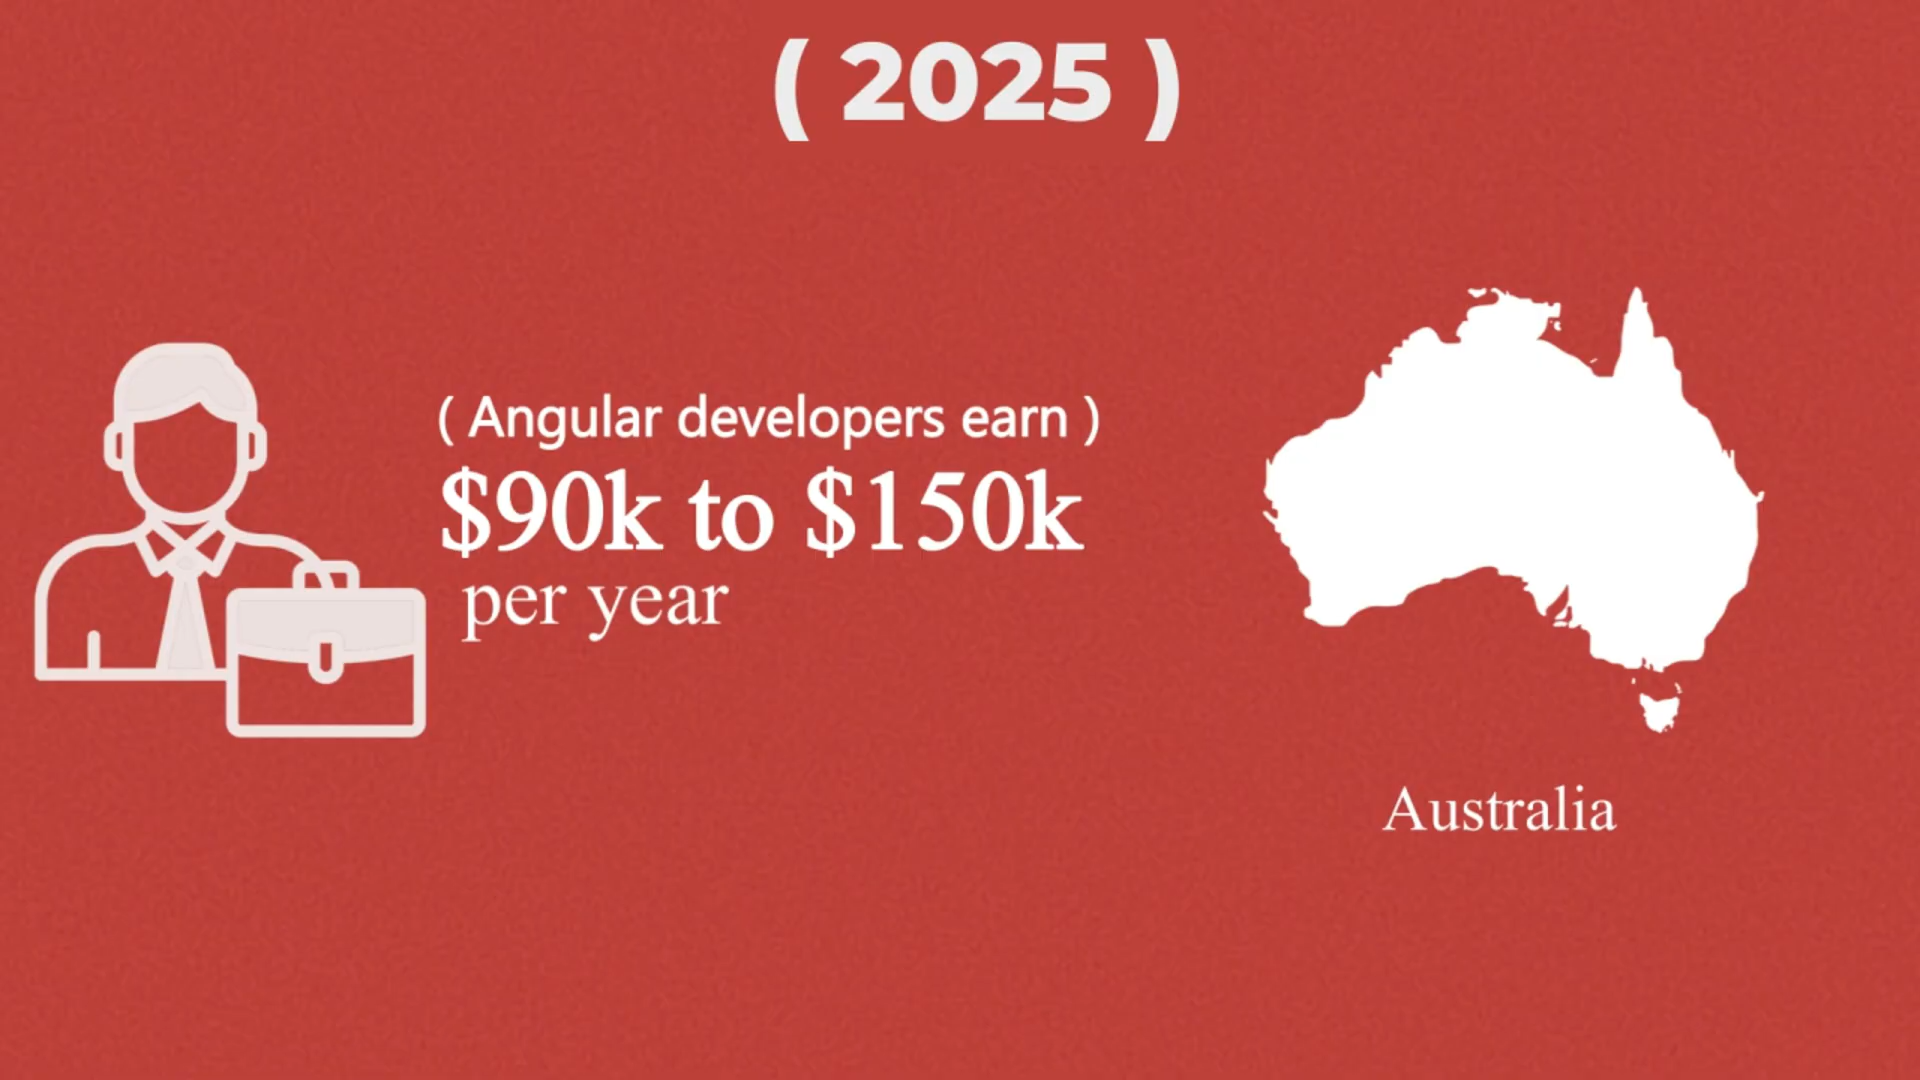 ( 2025 )
( Angular developers earn )
$90k to $150k
per year
Australia